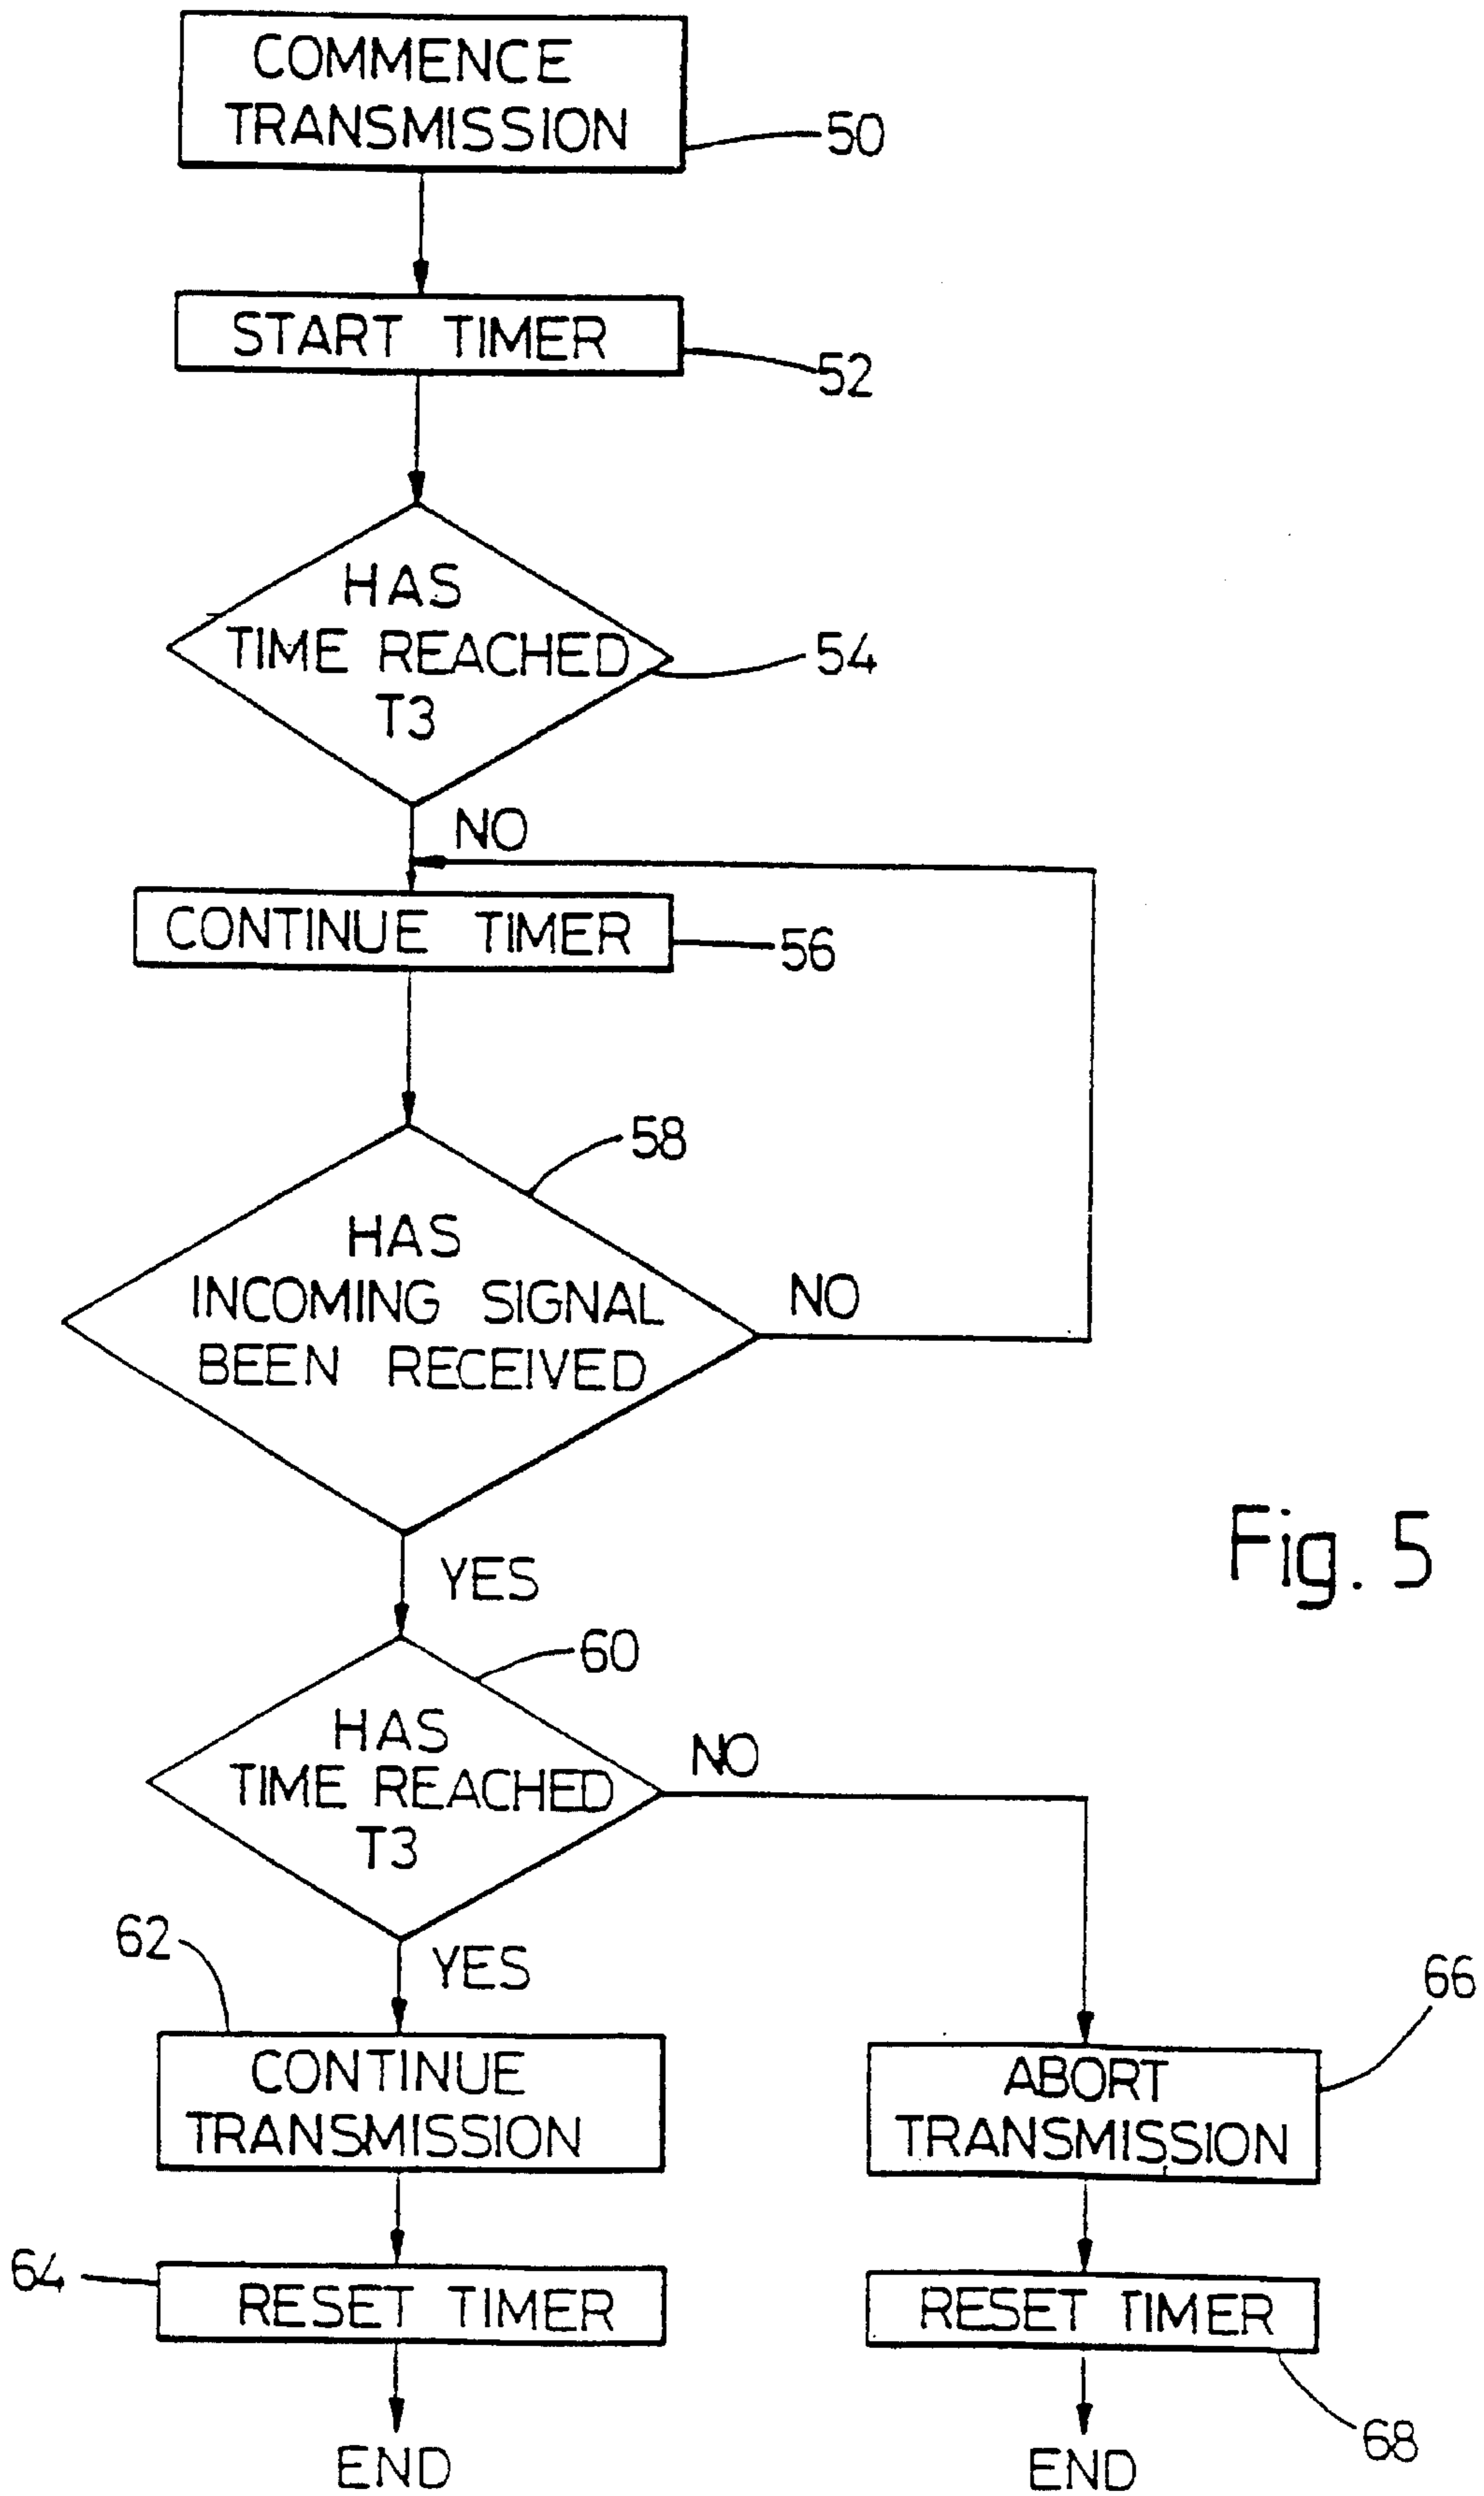 COMMENCE
TRANSMISSION
50
START TIMER
52
HAS
TIME REACHED
T3
54
NO
CONTINUE TIMER
56
58
HAS
INCOMING SIGNAL
BEEN RECEIVED
NO
Fig. 5
YES
60
HAS
TIME REACHED
T3
NO
62
YES
66
CONTINUE
TRANSMISSION
ABORT
TRANSMISSION
64
RESET TIMER
RESET TIMER
68
END
END